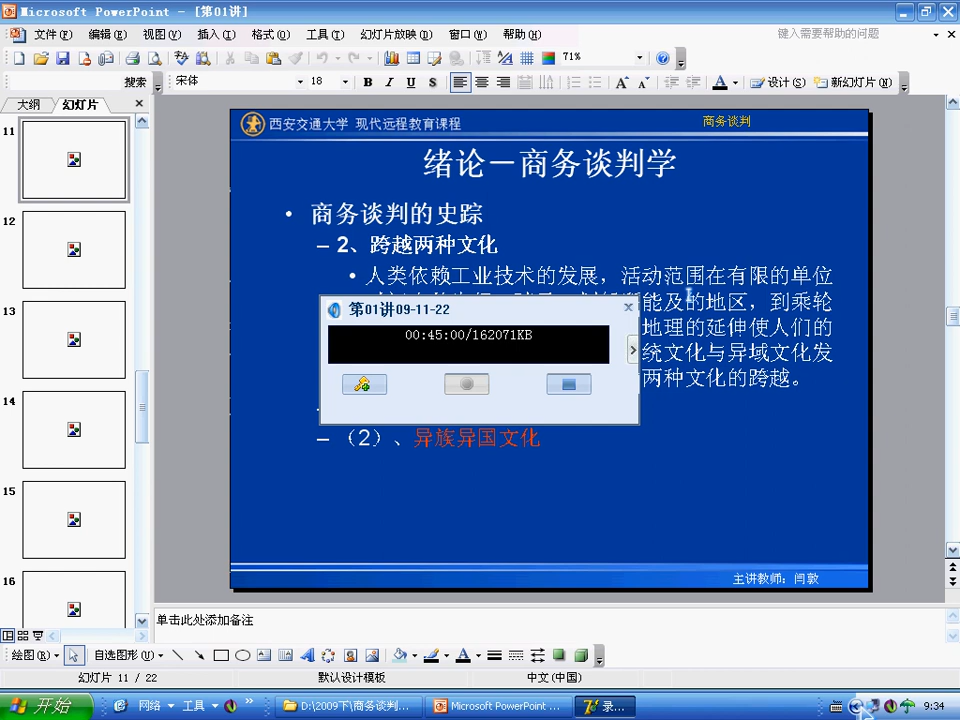 Microsoft PowerPoint - [第01讲]
文件(F) 编辑(E) 视图(V) 插入(I) 格式(O) 工具(T) 幻灯片放映(D) 窗口(W) 帮助(H) 键入需要帮助的问题
71%
搜索 宋体 18 B I U S 设计(S) 新幻灯片(N)
大纲 幻灯片
11
12
13
14
15
16
西安交通大学 现代远程教育课程 商务谈判
绪论－商务谈判学
• 商务谈判的史踪
– 2、跨越两种文化
• 人类依赖工业技术的发展，活动范围在有限的单位
能及的地区，到乘轮
地理的延伸使人们的
统文化与异域文化发
两种文化的跨越。
– （2）、异族异国文化
主讲教师：闫敦
第01讲09-11-22
00:45:00/162071KB
单击此处添加备注
绘图(R) 自选图形(U)
幻灯片 11 / 22 默认设计模板 中文(中国)
开始 网络 工具 D:\2009下\商务谈判... Microsoft PowerPoint ... 录... 9:34